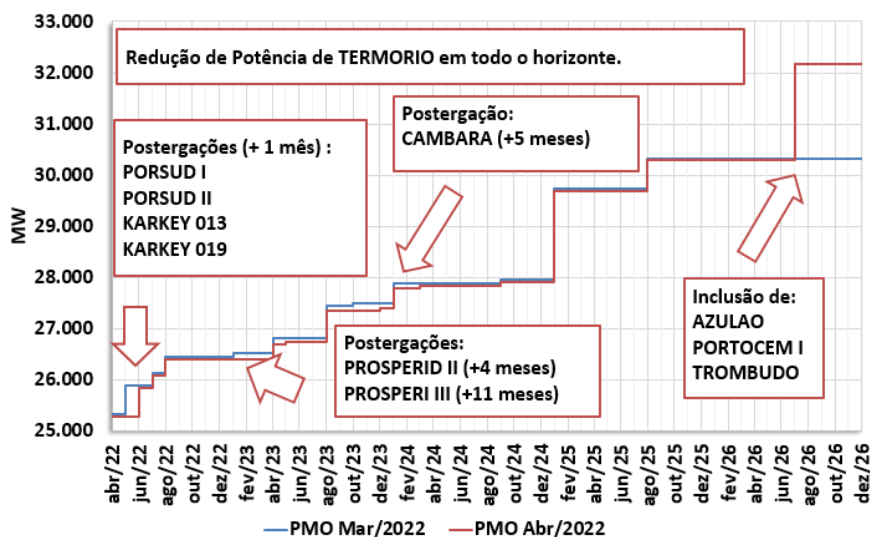 33.000
32.000
31.000
30.000
29.000
28.000
27.000
26.000
25.000
MW
Redução de Potência de TERMORIO em todo o horizonte.
Postergações (+ 1 mês) :
PORSUD I
PORSUD II
KARKEY 013
KARKEY 019
Postergação:
CAMBARA (+5 meses)
Postergações:
PROSPERID II (+4 meses)
PROSPERI III (+11 meses)
Inclusão de:
AZULAO
PORTOCEM I
TROMBUDO
abr/22
jun/22
ago/22
out/22
dez/22
fev/23
abr/23
jun/23
ago/23
out/23
dez/23
fev/24
abr/24
jun/24
ago/24
out/24
dez/24
fev/25
abr/25
jun/25
ago/25
out/25
dez/25
fev/26
abr/26
jun/26
ago/26
out/26
dez/26
PMO Mar/2022
PMO Abr/2022